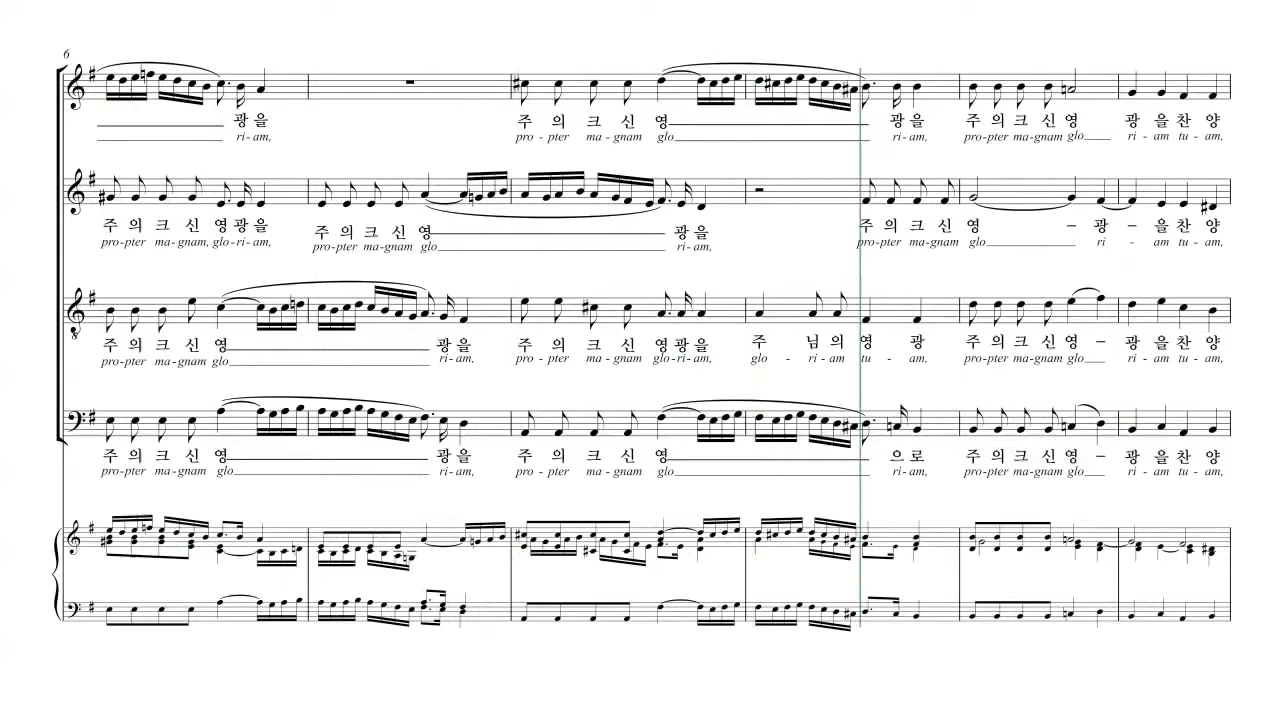 6
광을 주의크신영 광을 주의크신영 광을찬양
ri-am, pro-pter ma-gnam glo ri-am, pro-pter ma-gnam glo ri-am tu-am,
주의크신영광을 주의크신영 광을 주의크신영 - 광 - 을찬양
pro-pter ma-gnam, glo-ri-am, pro-pter ma-gnam glo ri-am, pro-pter ma-gnam glo ri - am tu-am,
주의크신영 광을 주의크신영광을 주 님의영 광 주의크신영 - 광을찬양
pro-pter ma-gnam glo ri-am, pro-pter ma-gnam glo-ri-am, glo - ri-am tu - am, pro-pter ma-gnam glo ri-am tu-am,
주의크신영 광을 주의크신영 으로 주의크신영 - 광을찬양
pro-pter ma-gnam glo ri-am, pro-pter ma-gnam glo ri-am, pro-pter ma-gnam glo ri-am tu-am,